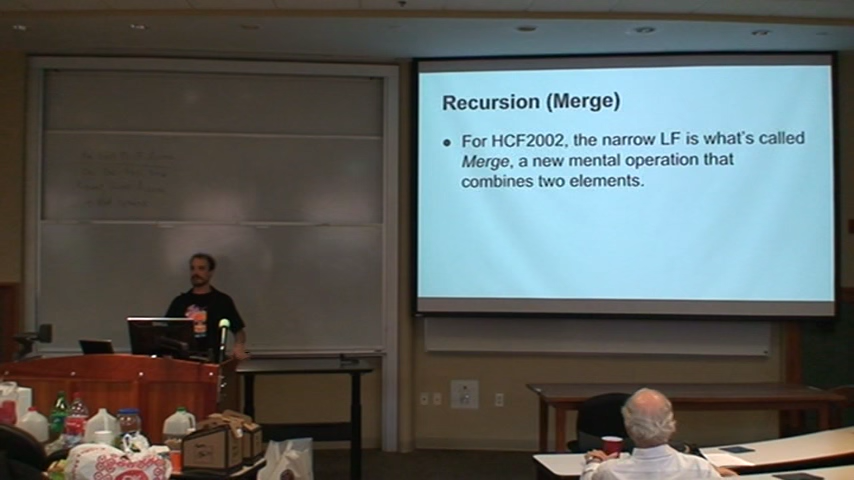 Recursion (Merge)
● For HCF2002, the narrow LF is what's called
Merge, a new mental operation that
combines two elements.